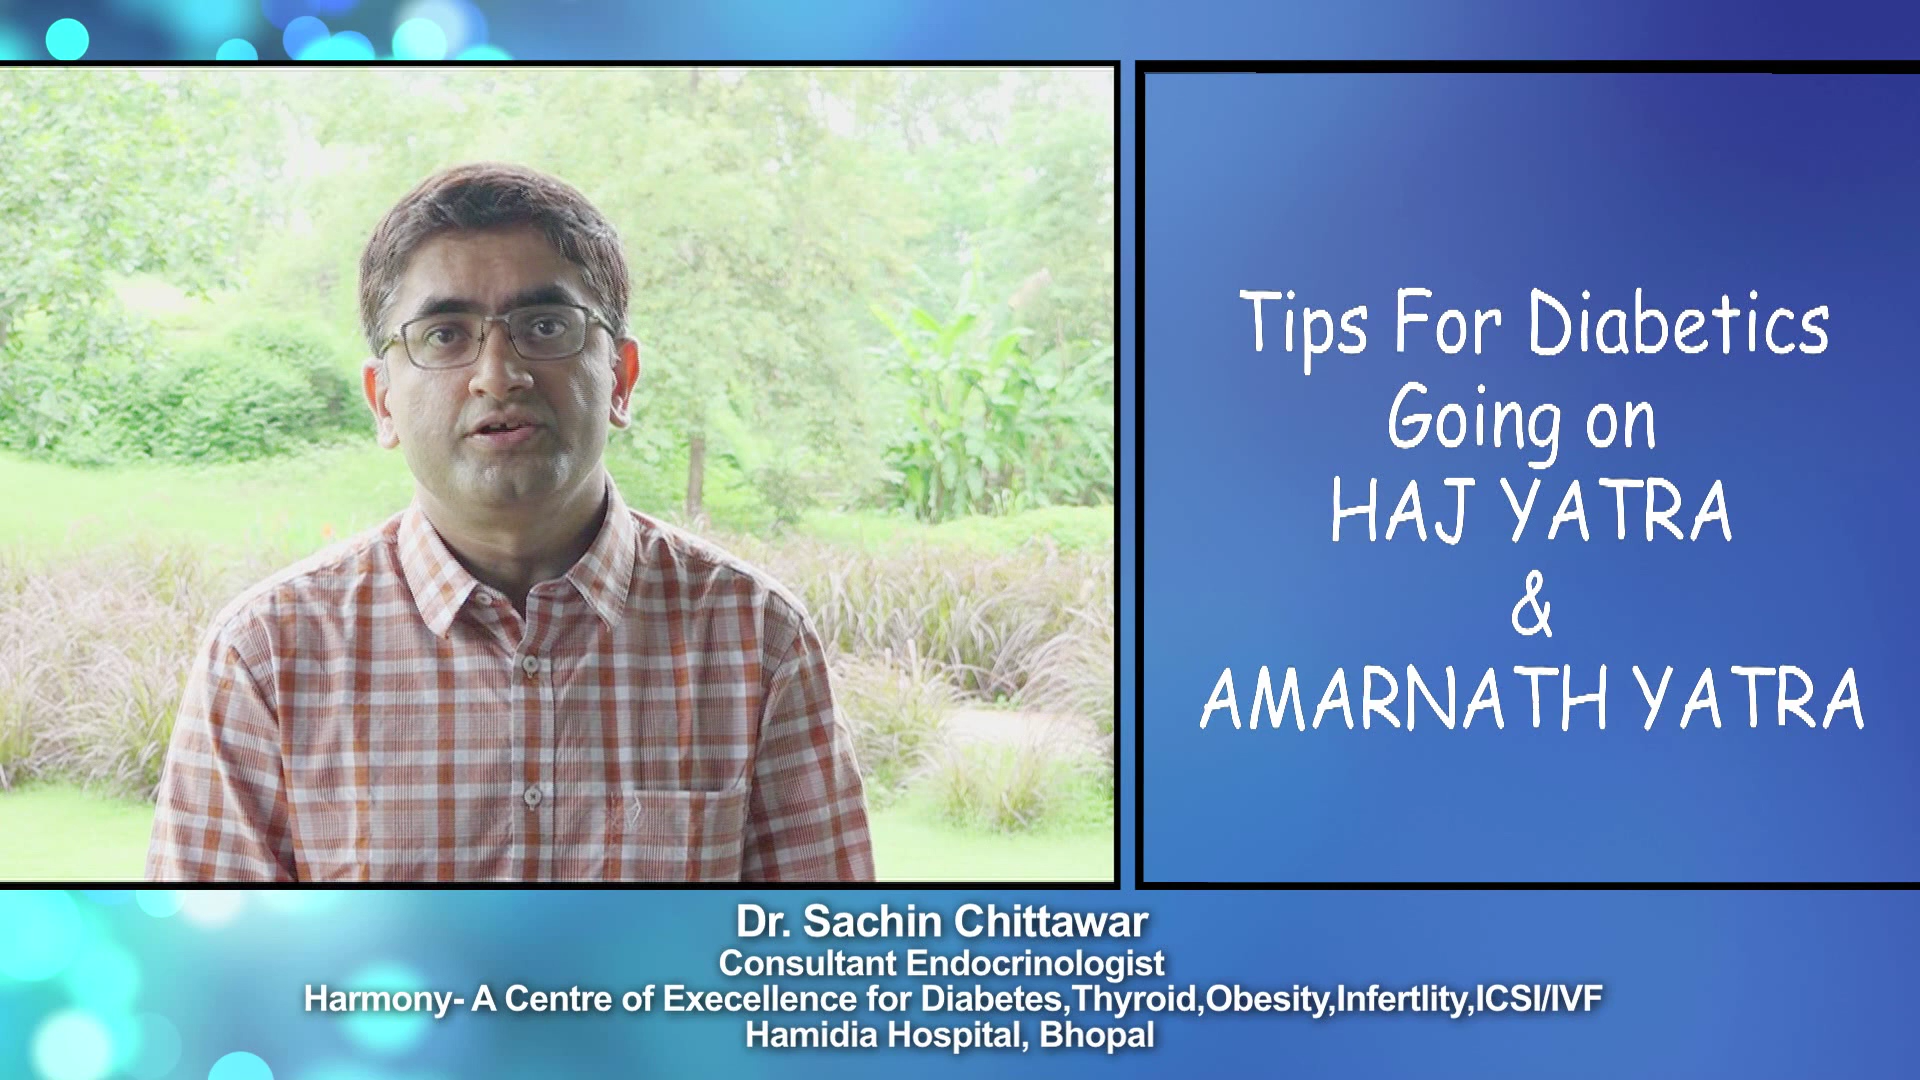 Tips For Diabetics
Going on
HAJ YATRA
&
AMARNATH YATRA
Dr. Sachin Chittawar
Consultant Endocrinologist
Harmony- A Centre of Execellence for Diabetes,Thyroid,Obesity,Infertlity,ICSI/IVF
Hamidia Hospital, Bhopal